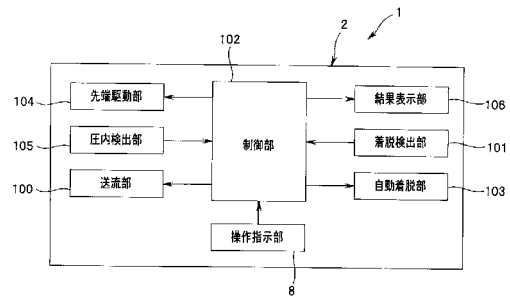 1
2
102
先端駆動部
104
圧内検出部
105
送流部
100
制御部
結果表示部
106
着脱検出部
101
自動着脱部
103
操作指示部
8